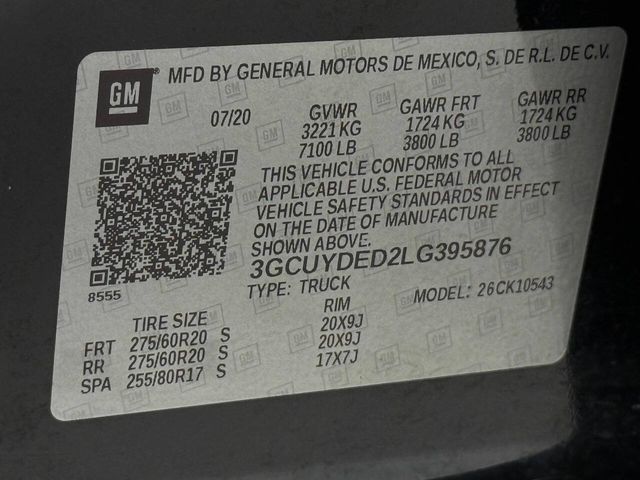 GM MFD BY GENERAL MOTORS DE MEXICO, S. DE R.L. DE C.V.
07/20 GVWR GAWR FRT GAWR RR
3221 KG 1724 KG 1724 KG
7100 LB 3800 LB 3800 LB
THIS VEHICLE CONFORMS TO ALL
APPLICABLE U.S. FEDERAL MOTOR
VEHICLE SAFETY STANDARDS IN EFFECT
ON THE DATE OF MANUFACTURE
SHOWN ABOVE.
3GCUYDED2LG395876
8555 TYPE: TRUCK MODEL: 26CK10543
TIRE SIZE RIM
FRT 275/60R20 S 20X9J
RR 275/60R20 S 20X9J
SPA 255/80R17 S 17X7J